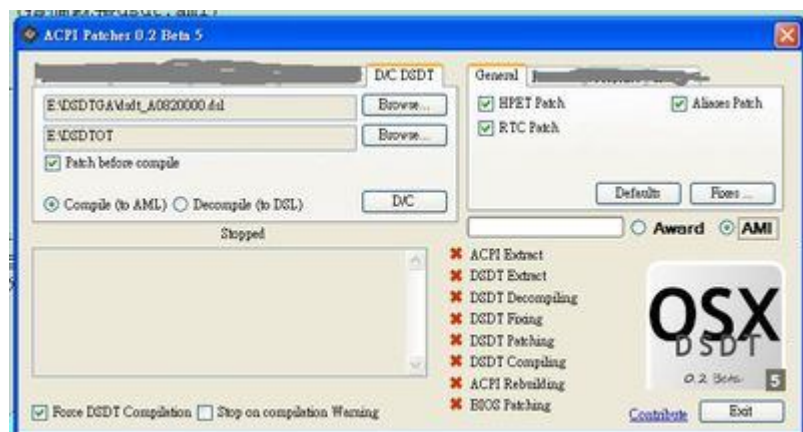 ACPI Patcher 0.2 Beta 5
D/C DSDT
General
E:\DSDTGA\dsdt_A0820000.dsl
Browse...
HPET Patch
Aliases Patch
E:\DSDTOT
Browse...
RTC Patch
Patch before compile
Compile (to AML)
Decompile (to DSL)
D/C
Defaults
Fixes ...
Stopped
Award
AMI
ACPI Extract
DSDT Extract
DSDT Decompiling
DSDT Fixing
DSDT Patching
DSDT Compiling
ACPI Rebuilding
BIOS Patching
OSX
DSDT
0.2 Beta 5
Force DSDT Compilation
Stop on compilation Warning
Contribute
Exit